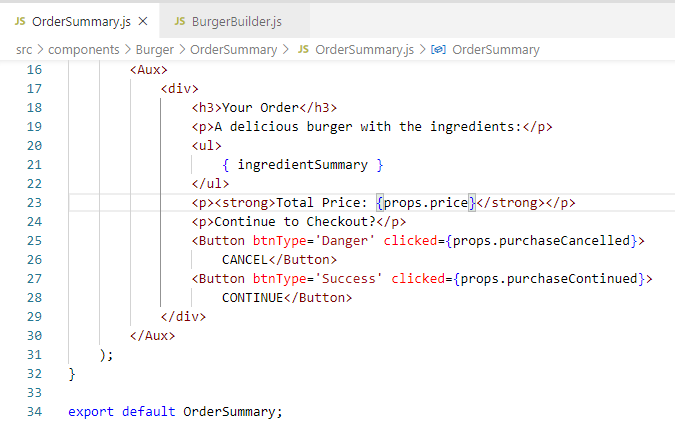 JS OrderSummary.js × JS BurgerBuilder.js
src > components > Burger > OrderSummary > JS OrderSummary.js > OrderSummary
16 <Aux>
17 <div>
18 <h3>Your Order</h3>
19 <p>A delicious burger with the ingredients:</p>
20 <ul>
21 { ingredientSummary }
22 </ul>
23 <p><strong>Total Price: {props.price}</strong></p>
24 <p>Continue to Checkout?</p>
25 <Button btnType='Danger' clicked={props.purchaseCancelled}>
26 CANCEL</Button>
27 <Button btnType='Success' clicked={props.purchaseContinued}>
28 CONTINUE</Button>
29 </div>
30 </Aux>
31 );
32 }
33
34 export default OrderSummary;